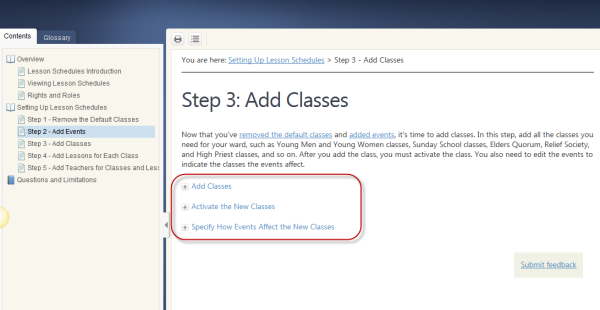 Contents
Glossary
Overview
Lesson Schedules Introduction
Viewing Lesson Schedules
Rights and Roles
Setting Up Lesson Schedules
Step 1 - Remove the Default Classes
Step 2 - Add Events
Step 3 - Add Classes
Step 4 - Add Lessons for Each Class
Step 5 - Add Teachers for Classes and Less
Questions and Limitations
You are here: Setting Up Lesson Schedules > Step 3 - Add Classes
Step 3: Add Classes
Now that you've removed the default classes and added events, it's time to add classes. In this step, add all the classes you
need for your ward, such as Young Men and Young Women classes, Sunday School classes, Elders Quorum, Relief Society,
and High Priest classes, and so on. After you add the class, you must activate the class. You also need to edit the events to
indicate the classes the events affect.
Add Classes
Activate the New Classes
Specify How Events Affect the New Classes
Submit feedback